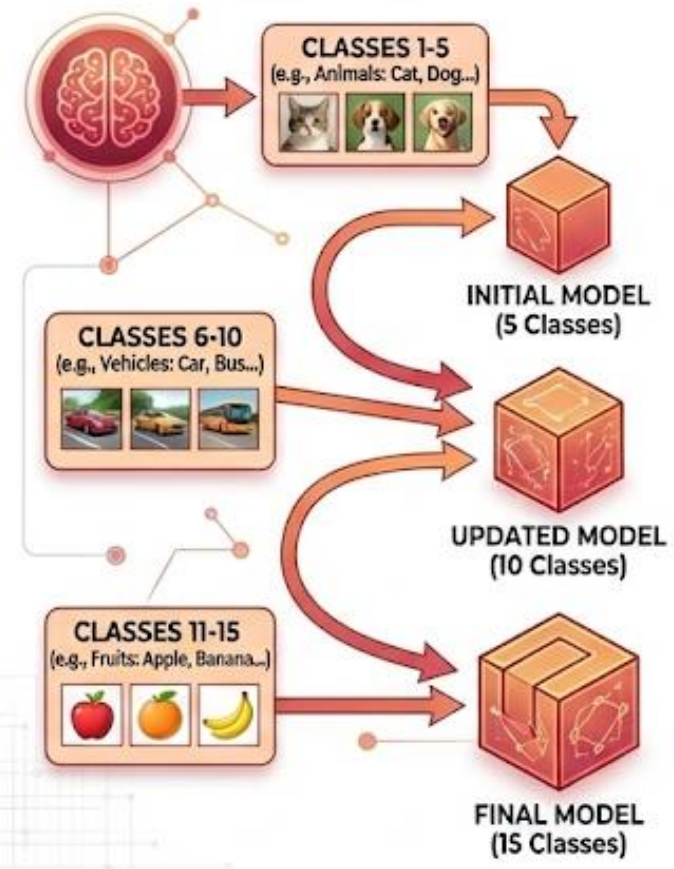 CLASSES 1-5
(e.g., Animals: Cat, Dog...)
INITIAL MODEL
(5 Classes)
CLASSES 6-10
(e.g., Vehicles: Car, Bus...)
UPDATED MODEL
(10 Classes)
CLASSES 11-15
(e.g., Fruits: Apple, Banana...)
FINAL MODEL
(15 Classes)